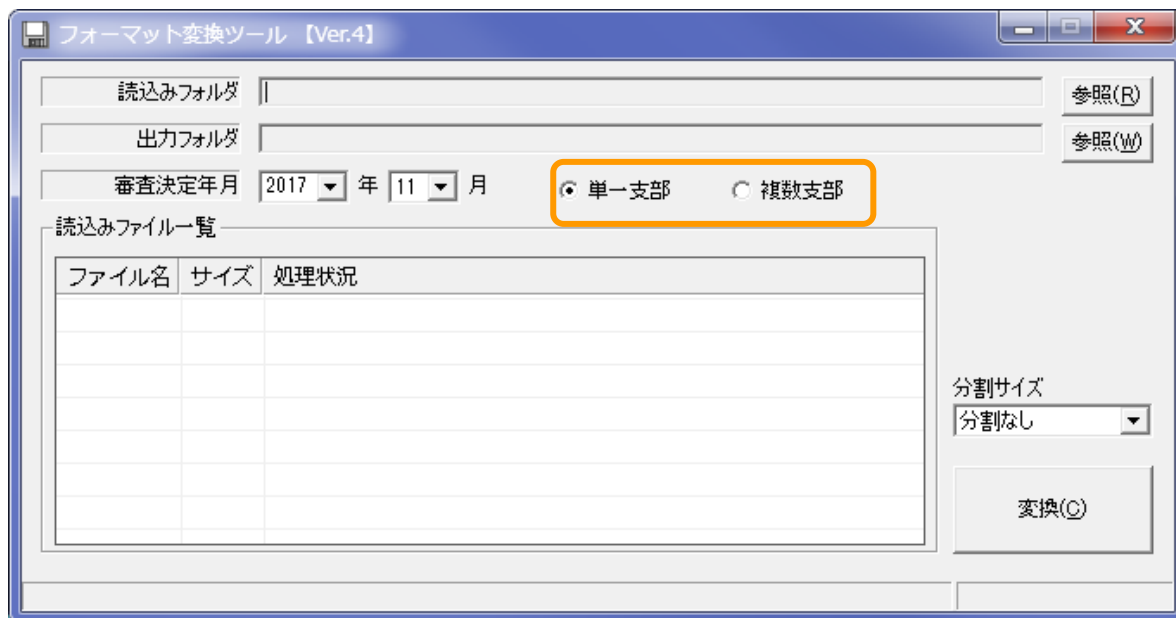 フォーマット変換ツール 【Ver.4】
読込みフォルダ 参照(R)
出力フォルダ 参照(W)
審査決定年月 2017 年 11 月 単一支部 複数支部
読込みファイル一覧
ファイル名 サイズ 処理状況
分割サイズ
分割なし
変換(C)